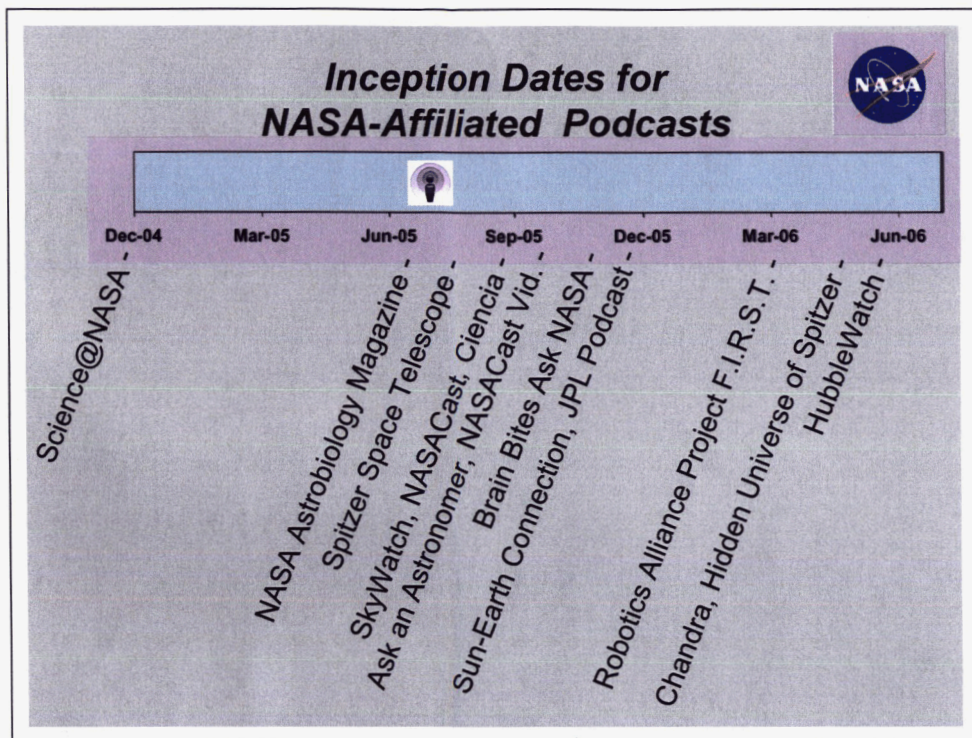 Inception Dates for
NASA-Affiliated Podcasts
NASA
Dec-04
Mar-05
Jun-05
Sep-05
Dec-05
Mar-06
Jun-06
Science@NASA
NASA Astrobiology Magazine
Spitzer Space Telescope
SkyWatch, NASACast, Ciencia
Ask an Astronomer, NASACast Vid.
Brain Bites Ask NASA
Sun-Earth Connection, JPL Podcast
Robotics Alliance Project F.I.R.S.T.
Chandra, Hidden Universe of Spitzer
HubbleWatch